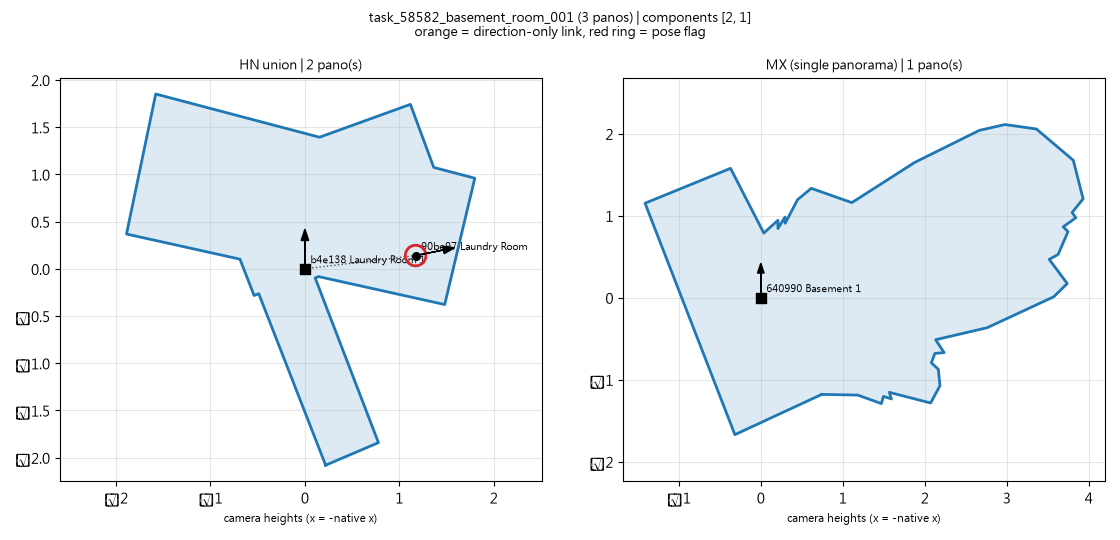 task_58582_basement_room_001 (3 panos) | components [2, 1]
orange = direction-only link, red ring = pose flag
HN union | 2 pano(s)
MX (single panorama) | 1 pano(s)
2.0
1.5
1.0
0.5
0.0
0.5
1.0
1.5
2.0
2
1
0
1
2
camera heights (x = -native x)
b4e138 Laundry Room
Laundry Room
2
1
0
1
2
1
0
1
2
3
4
camera heights (x = -native x)
640990 Basement 1